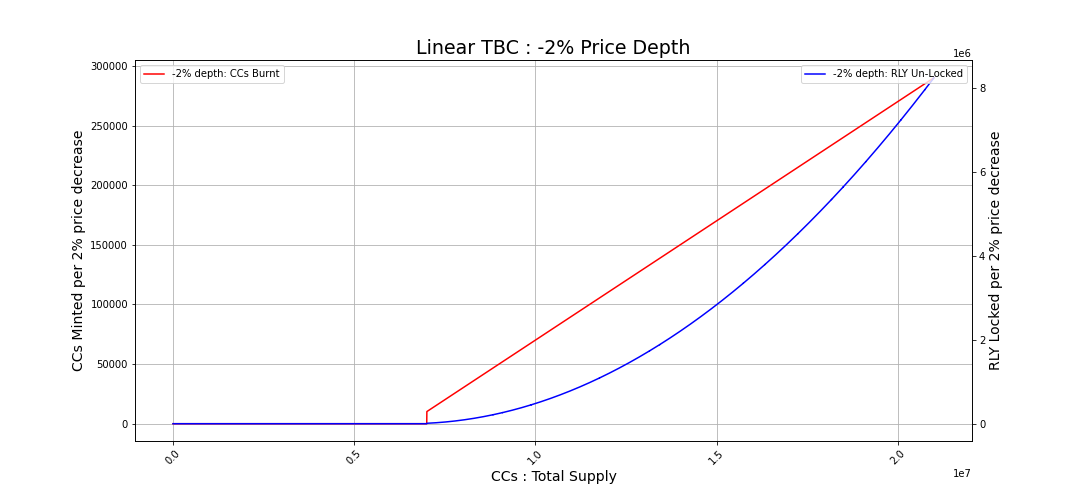 Linear TBC : -2% Price Depth
1e6
-2% depth: CCs Burnt
-2% depth: RLY Un-Locked
CCs Minted per 2% price decrease
300000
250000
200000
150000
100000
50000
0
RLY Locked per 2% price decrease
8
6
4
2
0
0.0
0.5
1.0
1.5
2.0
1e7
CCs : Total Supply